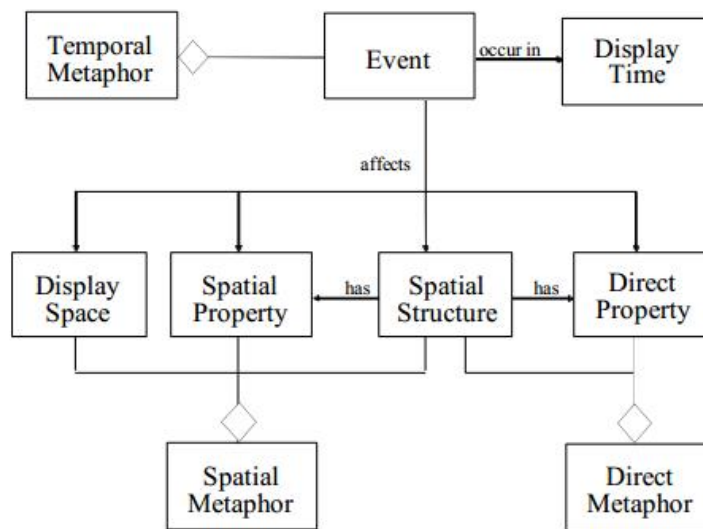 Temporal
Metaphor
Event
occur in
Display
Time
affects
Display
Space
Spatial
Property
has
Spatial
Structure
has
Direct
Property
Spatial
Metaphor
Direct
Metaphor